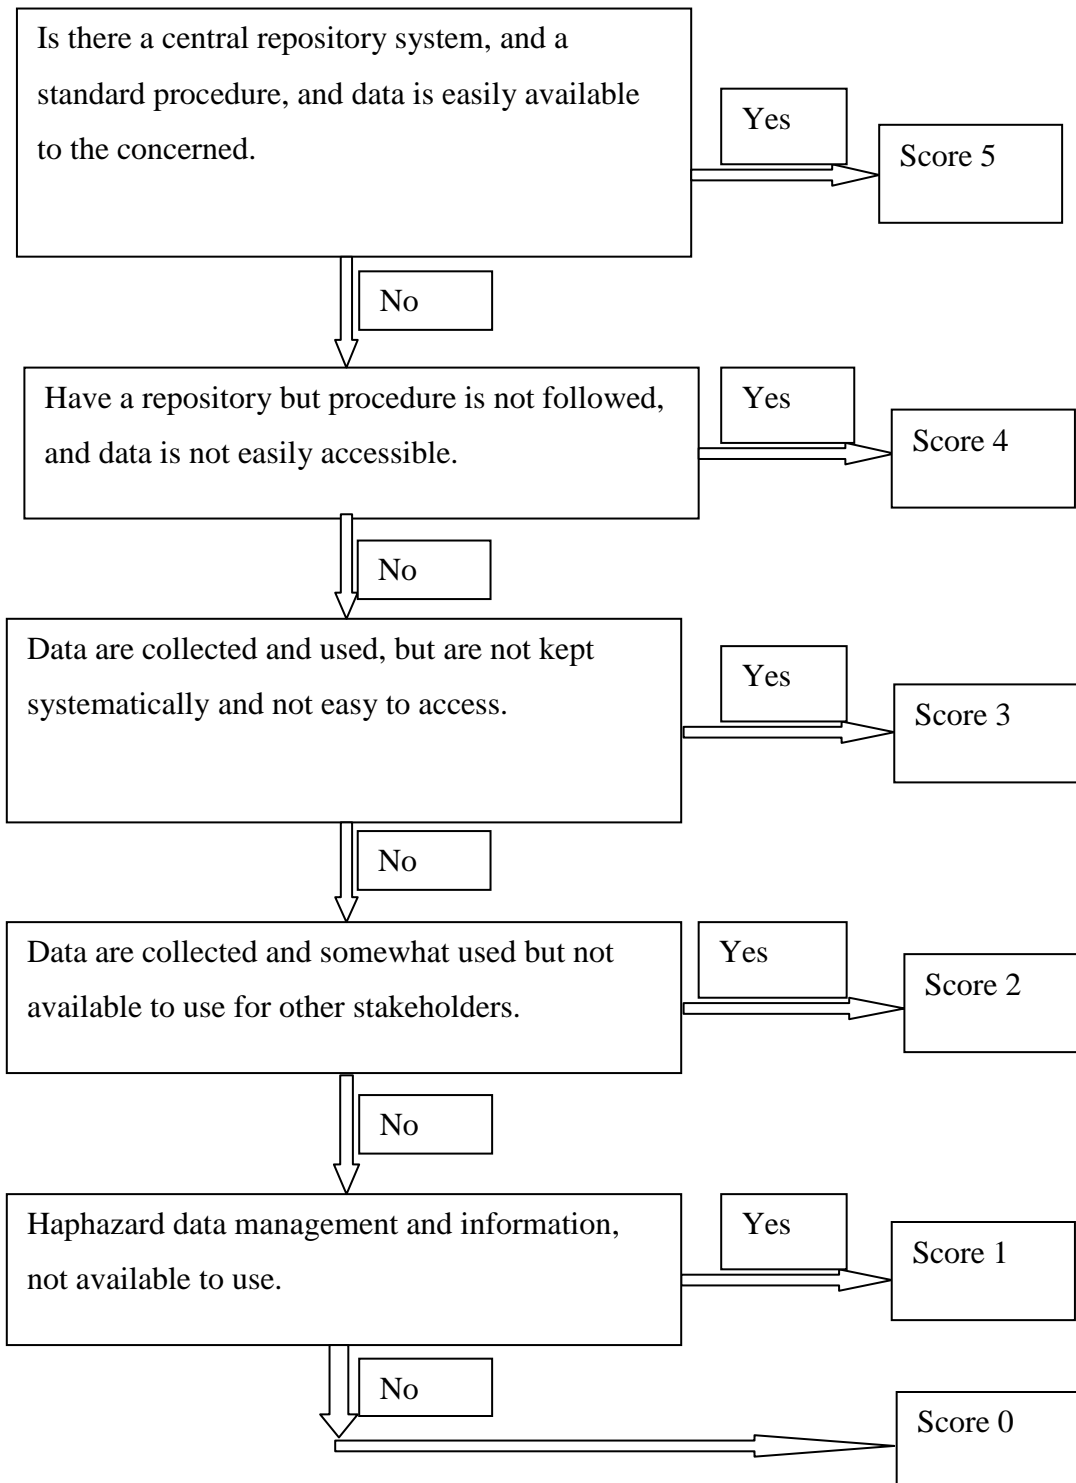 Is there a central repository system, and a
standard procedure, and data is easily available
to the concerned.
Yes
Score 5
No
Have a repository but procedure is not followed,
and data is not easily accessible.
Yes
Score 4
No
Data are collected and used, but are not kept
systematically and not easy to access.
Yes
Score 3
No
Data are collected and somewhat used but not
available to use for other stakeholders.
Yes
Score 2
No
Haphazard data management and information,
not available to use.
Yes
Score 1
No
Score 0